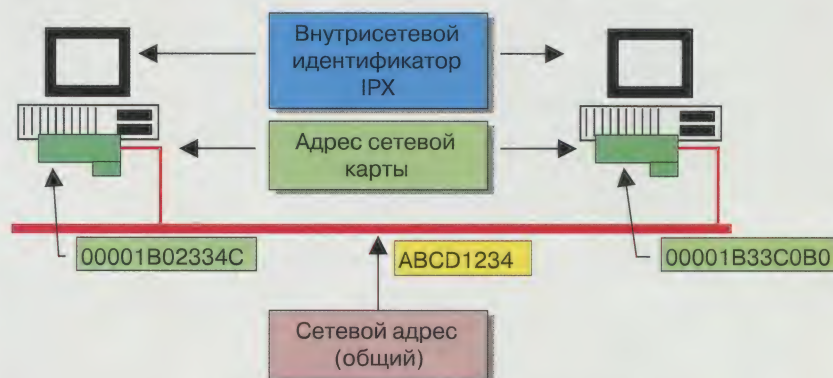 Внутрисетевой
идентификатор
IPX
Адрес сетевой
карты
00001B02334C
ABCD1234
00001B33C0B0
Сетевой адрес
(общий)